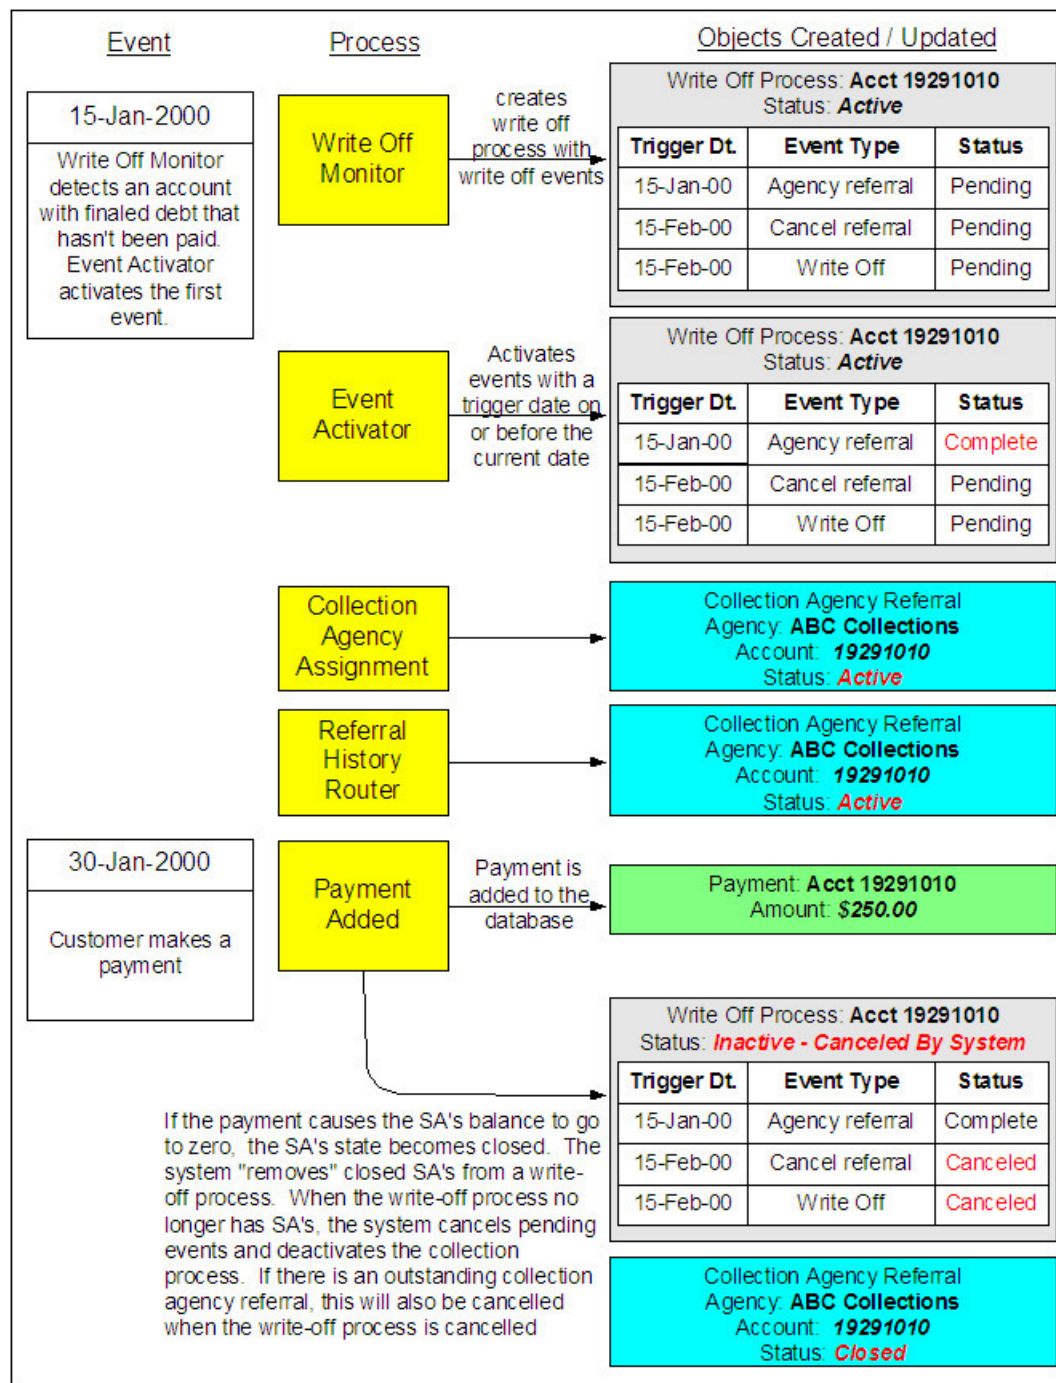 Event
Process
Objects Created / Updated
15-Jan-2000
Write Off Monitor
detects an account
with finaled debt that
hasn't been paid.
Event Activator
activates the first
event.
Write Off
Monitor
creates
write off
process with
write off events
Write Off Process: Acct 19291010
Status: Active
Trigger Dt. Event Type Status
15-Jan-00 Agency referral Pending
15-Feb-00 Cancel referral Pending
15-Feb-00 Write Off Pending
Event
Activator
Activates
events with a
trigger date on
or before the
current date
Write Off Process: Acct 19291010
Status: Active
Trigger Dt. Event Type Status
15-Jan-00 Agency referral Complete
15-Feb-00 Cancel referral Pending
15-Feb-00 Write Off Pending
Collection
Agency
Assignment
Collection Agency Referral
Agency: ABC Collections
Account: 19291010
Status: Active
Referral
History
Router
Collection Agency Referral
Agency: ABC Collections
Account: 19291010
Status: Active
30-Jan-2000
Customer makes a
payment
Payment
Added
Payment is
added to the
database
Payment: Acct 19291010
Amount: $250.00
Write Off Process: Acct 19291010
Status: Inactive - Canceled By System
Trigger Dt. Event Type Status
15-Jan-00 Agency referral Complete
15-Feb-00 Cancel referral Canceled
15-Feb-00 Write Off Canceled
If the payment causes the SA's balance to go
to zero, the SA's state becomes closed. The
system "removes" closed SA's from a write-
off process. When the write-off process no
longer has SA's, the system cancels pending
events and deactivates the collection
process. If there is an outstanding collection
agency referral, this will also be cancelled
when the write-off process is cancelled
Collection Agency Referral
Agency: ABC Collections
Account: 19291010
Status: Closed